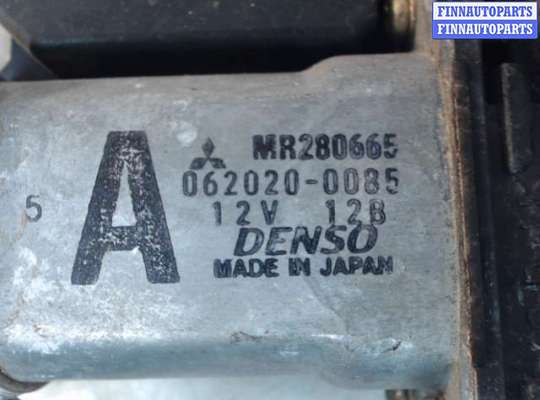 FINNAUTOPARTS
FINNAUTOPARTS
MR280665
062020-0085
5 A 12V 12B
DENSO
MADE IN JAPAN